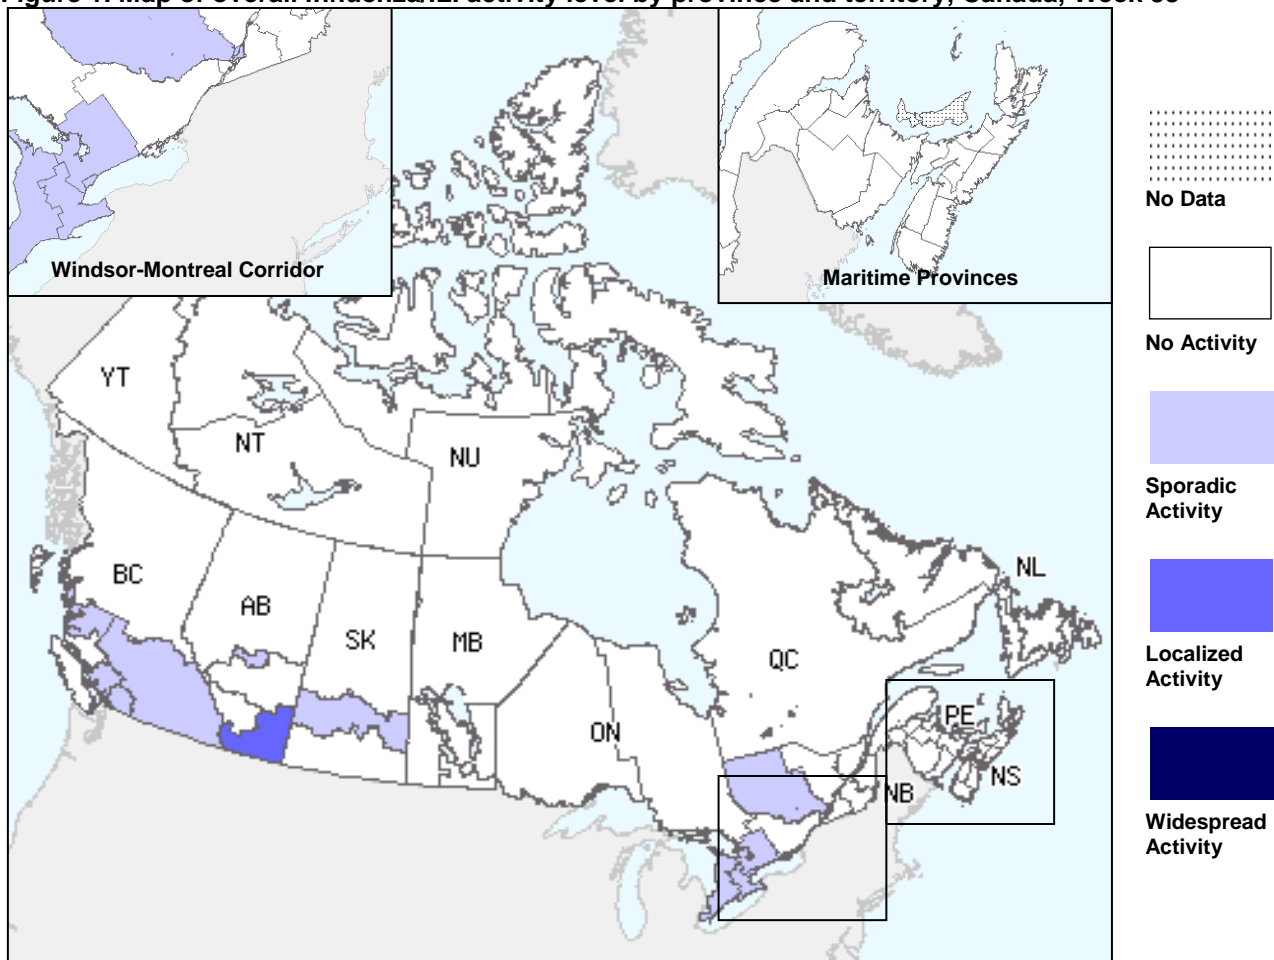 Windsor-Montreal Corridor
Maritime Provinces
No Data
No Activity
Sporadic
Activity
Localized
Activity
Widespread
Activity
YT
NT
NU
BC
AB
SK
MB
ON
QC
NL
PE
NS
NB